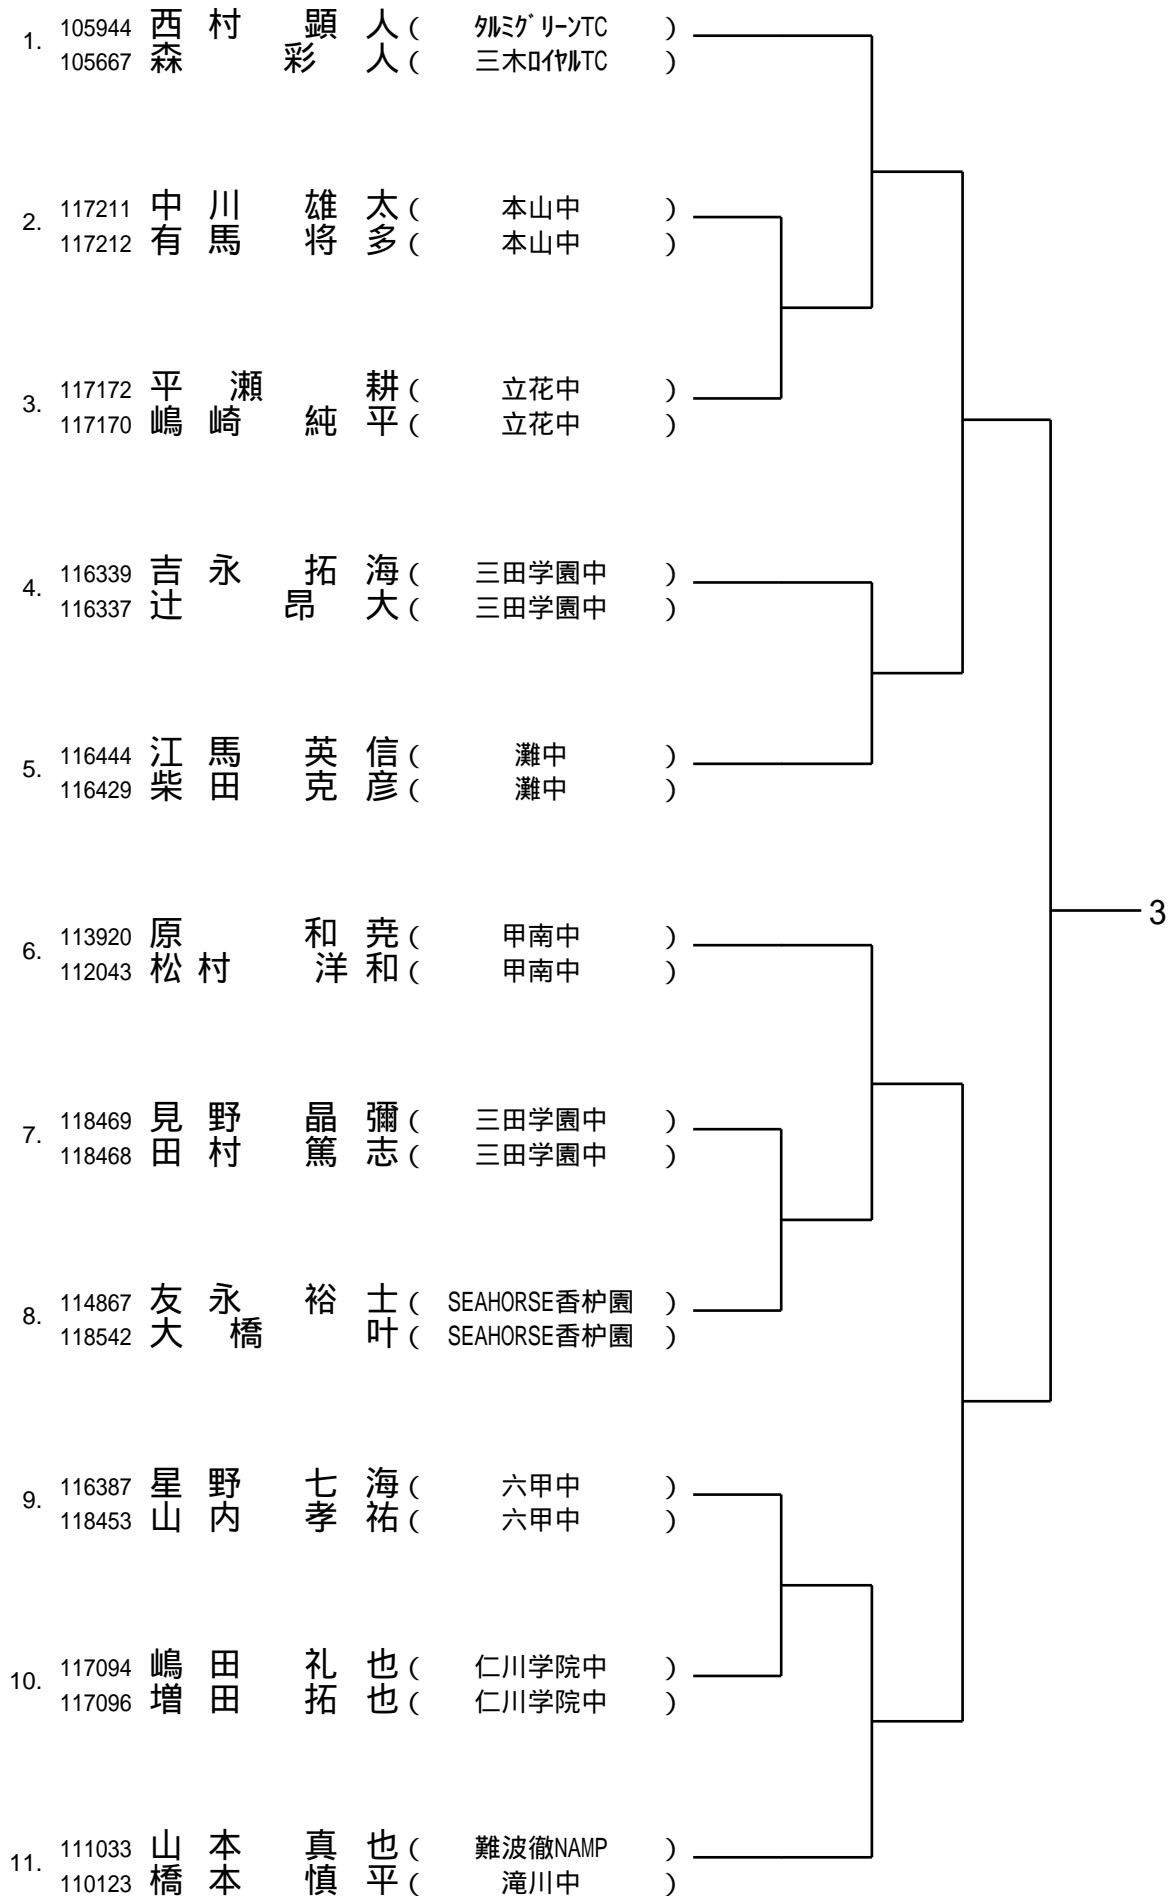 1. 105944 西村 顕人 ( タルミグリーンTC )
105667 森 彩人 ( 三木ロイヤルTC )
2. 117211 中川 雄太 ( 本山中 )
117212 有馬 将多 ( 本山中 )
3. 117172 平瀬 耕 ( 立花中 )
117170 嶋崎 純平 ( 立花中 )
4. 116339 吉永 拓海 ( 三田学園中 )
116337 辻 昂大 ( 三田学園中 )
5. 116444 江馬 英信 ( 灘中 )
116429 柴田 克彦 ( 灘中 )
6. 113920 原 和尭 ( 甲南中 )
112043 松村 洋和 ( 甲南中 )
3
7. 118469 見野 晶彌 ( 三田学園中 )
118468 田村 篤志 ( 三田学園中 )
8. 114867 友永 裕士 ( SEAHORSE香枦園 )
118542 大橋 叶 ( SEAHORSE香枦園 )
9. 116387 星野 七海 ( 六甲中 )
118453 山内 孝祐 ( 六甲中 )
10. 117094 嶋田 礼也 ( 仁川学院中 )
117096 増田 拓也 ( 仁川学院中 )
11. 111033 山本 真也 ( 難波徹NAMP )
110123 橋本 慎平 ( 滝川中 )